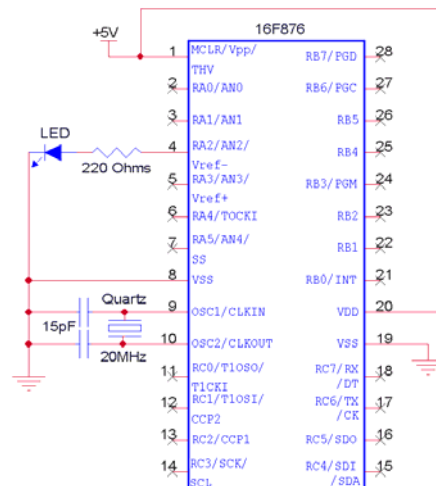 16F876
+5V
1 MCLR/Vpp/
THV
2 RA0/AN0
3 RA1/AN1
LED
4 RA2/AN2/
Vref-
220 Ohms
5 RA3/AN3/
Vref+
6 RA4/TOCKI
7 RA5/AN4/
SS
8 VSS
Quartz
9 OSC1/CLKIN
15pF
10 OSC2/CLKOUT
20MHz
11 RC0/T1OSO/
T1CKI
12 RC1/T1OSI/
CCP2
13 RC2/CCP1
14 RC3/SCK/
SCL
RB7/PGD 28
RB6/PGC 27
RB5 26
RB4 25
RB3/PGM 24
RB2 23
RB1 22
RB0/INT 21
VDD 20
VSS 19
RC7/RX 18
/DT
RC6/TX 17
/CK
RC5/SDO 16
RC4/SDI 15
/SDA